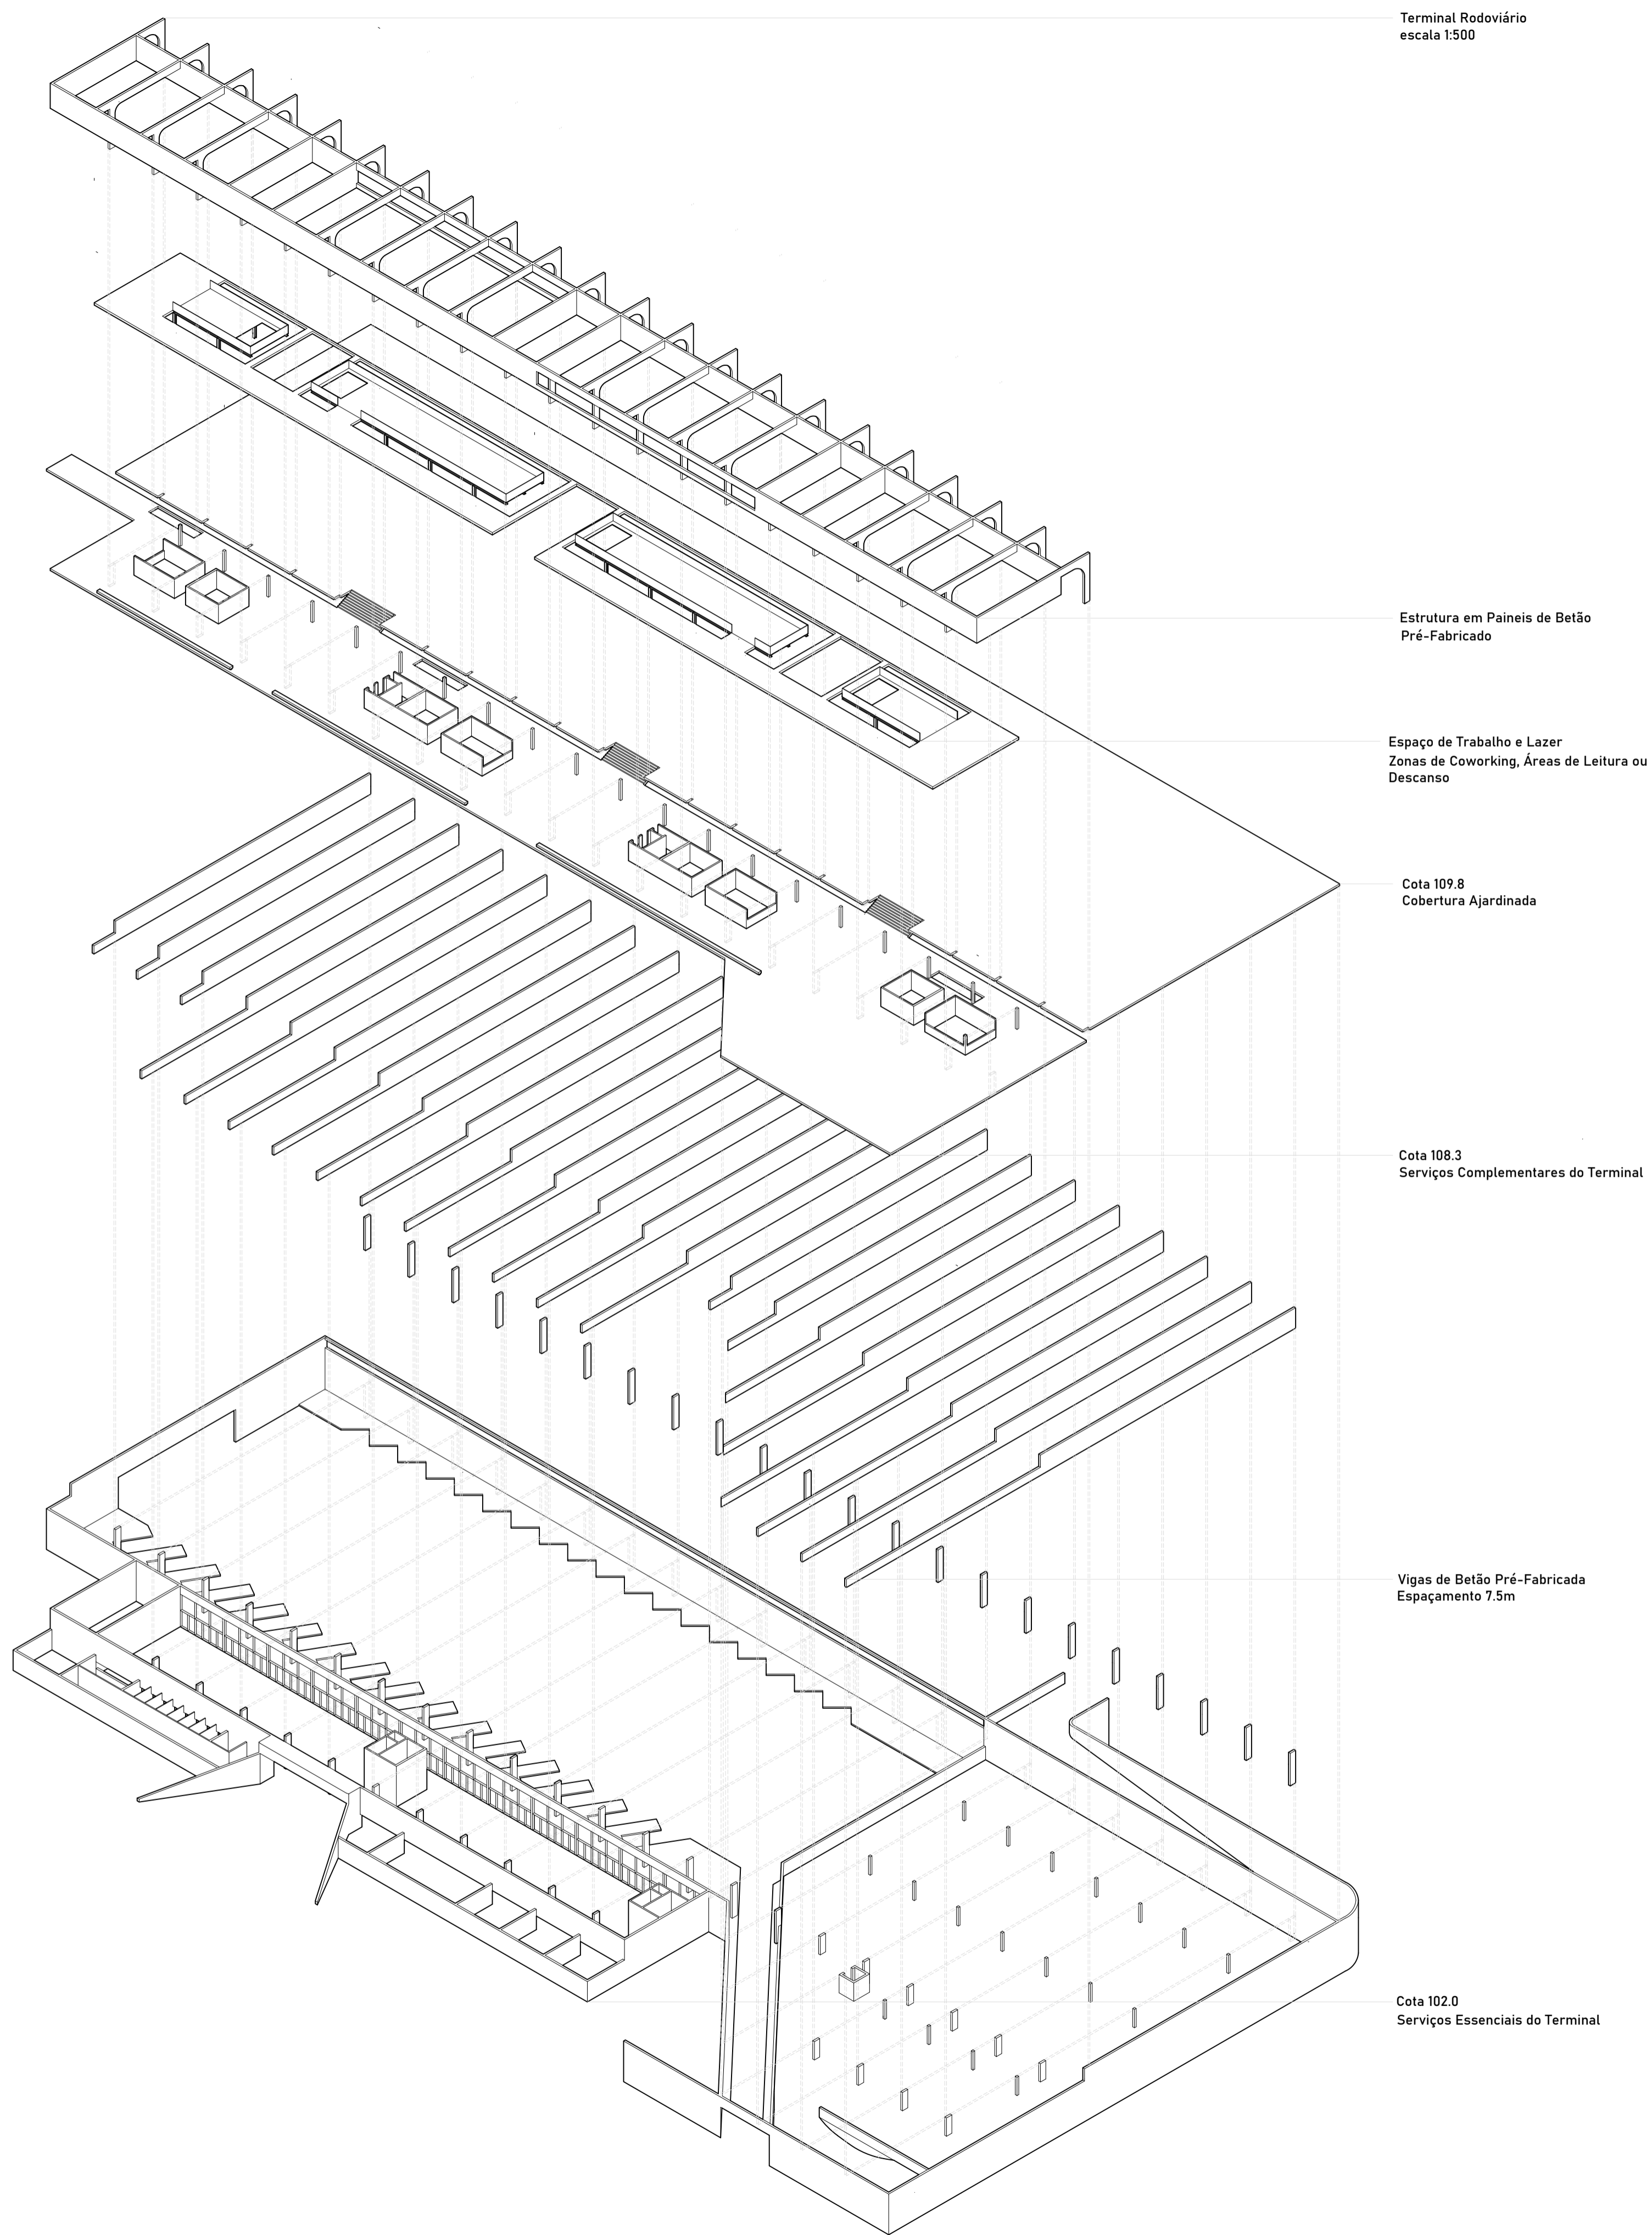 Terminal Rodoviário
escala 1:500
Estrutura em Paineis de Betão
Pré-Fabricado
Espaço de Trabalho e Lazer
Zonas de Coworking, Áreas de Leitura ou
Descanso
Cota 109.8
Cobertura Ajardinada
Cota 108.3
Serviços Complementares do Terminal
Vigas de Betão Pré-Fabricada
Espaçamento 7.5m
Cota 102.0
Serviços Essenciais do Terminal